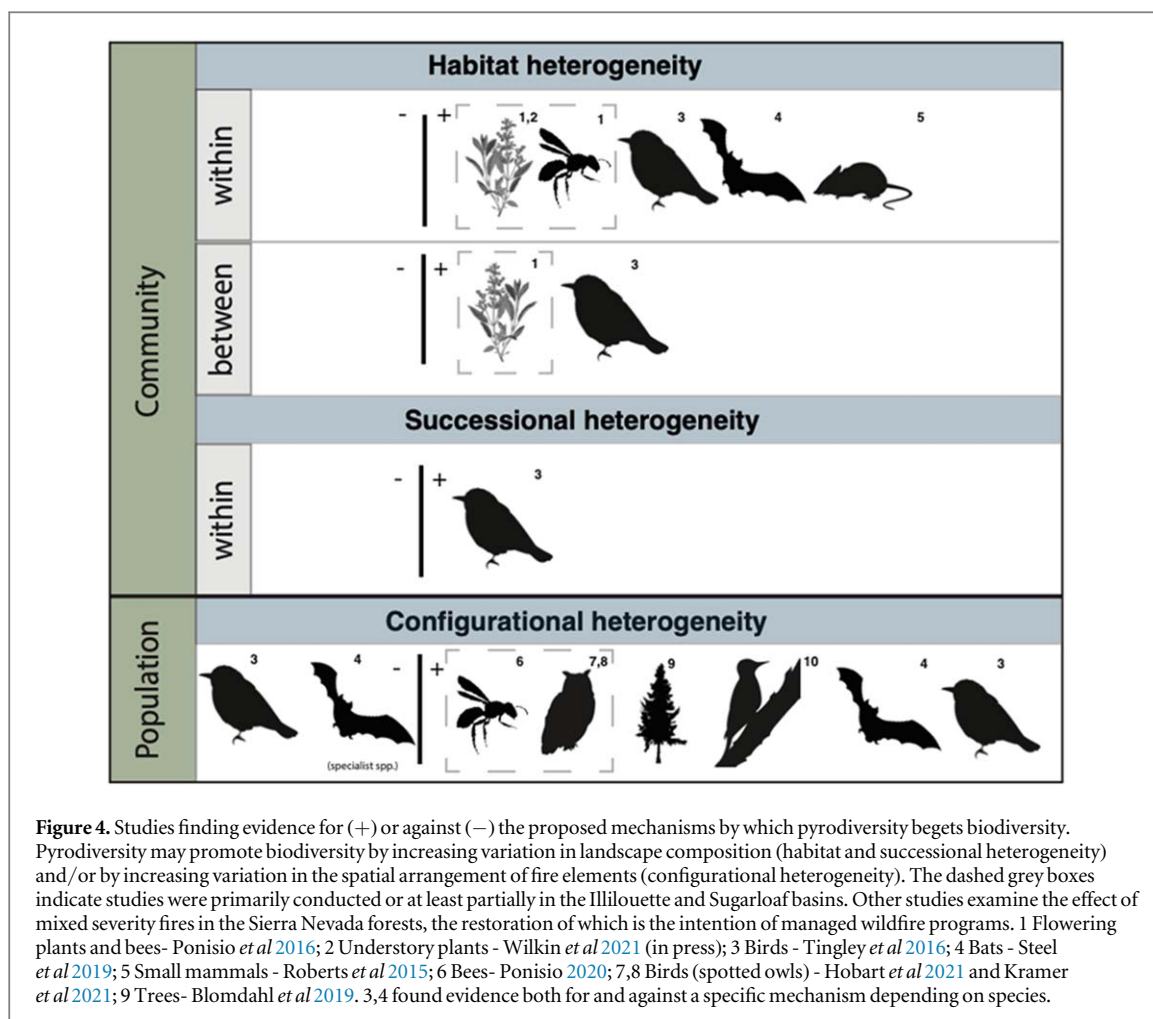 Habitat heterogeneity
Community
within
- + 1,2 1 3 4 5
between
- + 1 3
Successional heterogeneity
within
- + 3
Population
Configurational heterogeneity
3 4 - + 6 7,8 9 10 4 3
(specialist spp.)
Figure 4. Studies finding evidence for (+) or against (−) the proposed mechanisms by which pyrodiversity begets biodiversity.
Pyrodiversity may promote biodiversity by increasing variation in landscape composition (habitat and successional heterogeneity)
and/or by increasing variation in the spatial arrangement of fire elements (configurational heterogeneity). The dashed grey boxes
indicate studies were primarily conducted or at least partially in the Illilouette and Sugarloaf basins. Other studies examine the effect of
mixed severity fires in the Sierra Nevada forests, the restoration of which is the intention of managed wildfire programs. 1 Flowering
plants and bees- Ponisio et al 2016; 2 Understory plants - Wilkin et al 2021 (in press); 3 Birds - Tingley et al 2016; 4 Bats - Steel
et al 2019; 5 Small mammals - Roberts et al 2015; 6 Bees- Ponisio 2020; 7,8 Birds (spotted owls) - Hobart et al 2021 and Kramer
et al 2021; 9 Trees- Blomdahl et al 2019. 3,4 found evidence both for and against a specific mechanism depending on species.